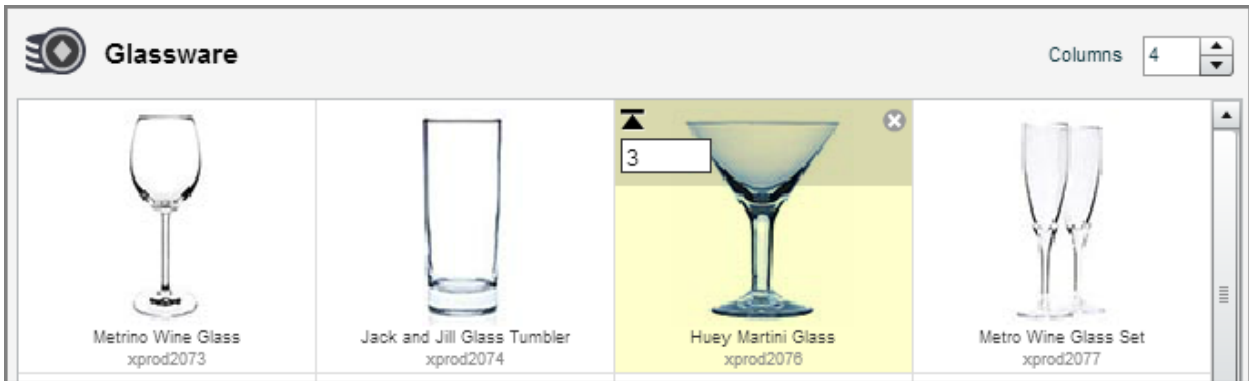 Glassware
Columns 4
3
Metrino Wine Glass
xprod2073
Jack and Jill Glass Tumbler
xprod2074
Huey Martini Glass
xprod2076
Metro Wine Glass Set
xprod2077